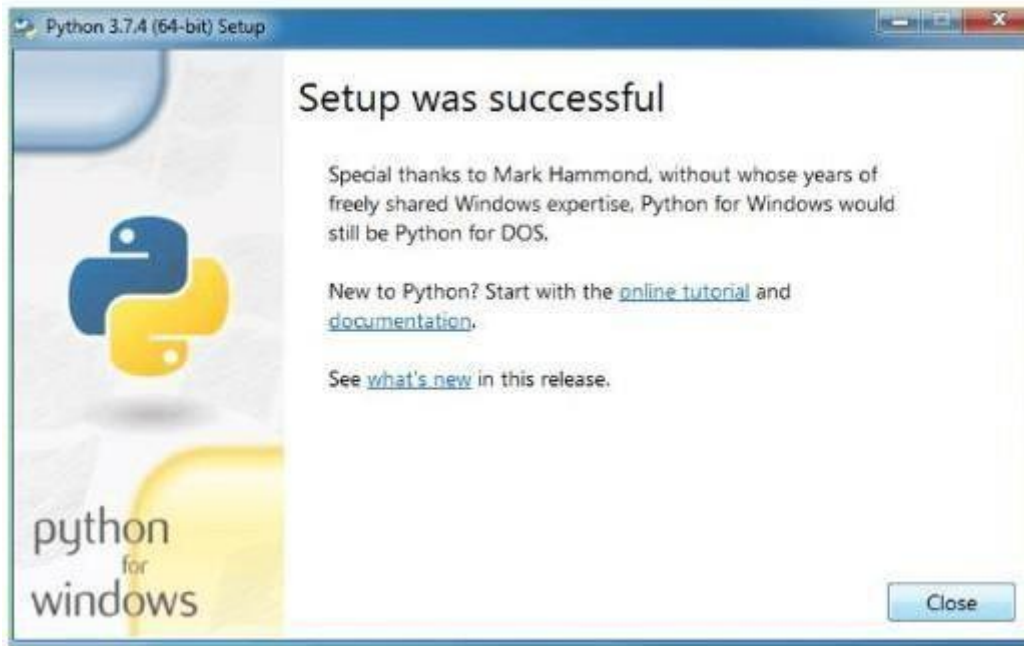 Python 3.7.4 (64-bit) Setup
Setup was successful
Special thanks to Mark Hammond, without whose years of
freely shared Windows expertise, Python for Windows would
still be Python for DOS.
New to Python? Start with the online tutorial and
documentation.
See what's new in this release.
python
for
windows
Close